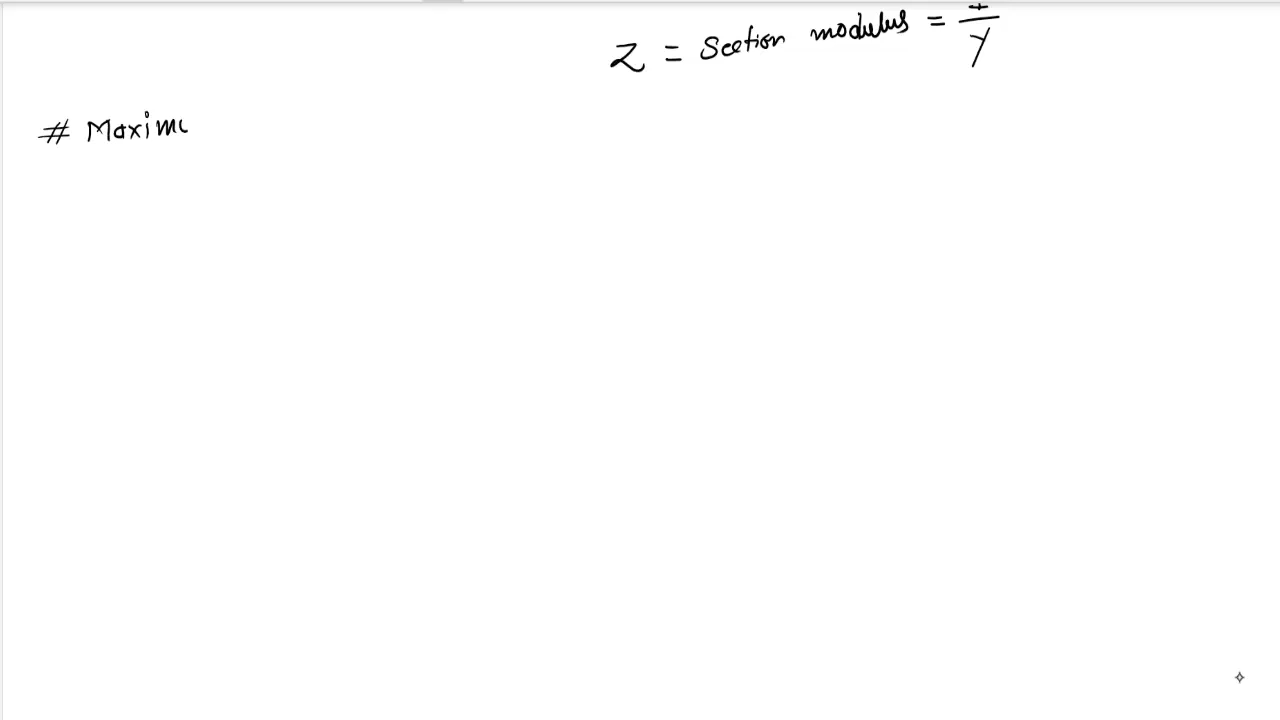 Z = Section modulus = I/y
# Maxim